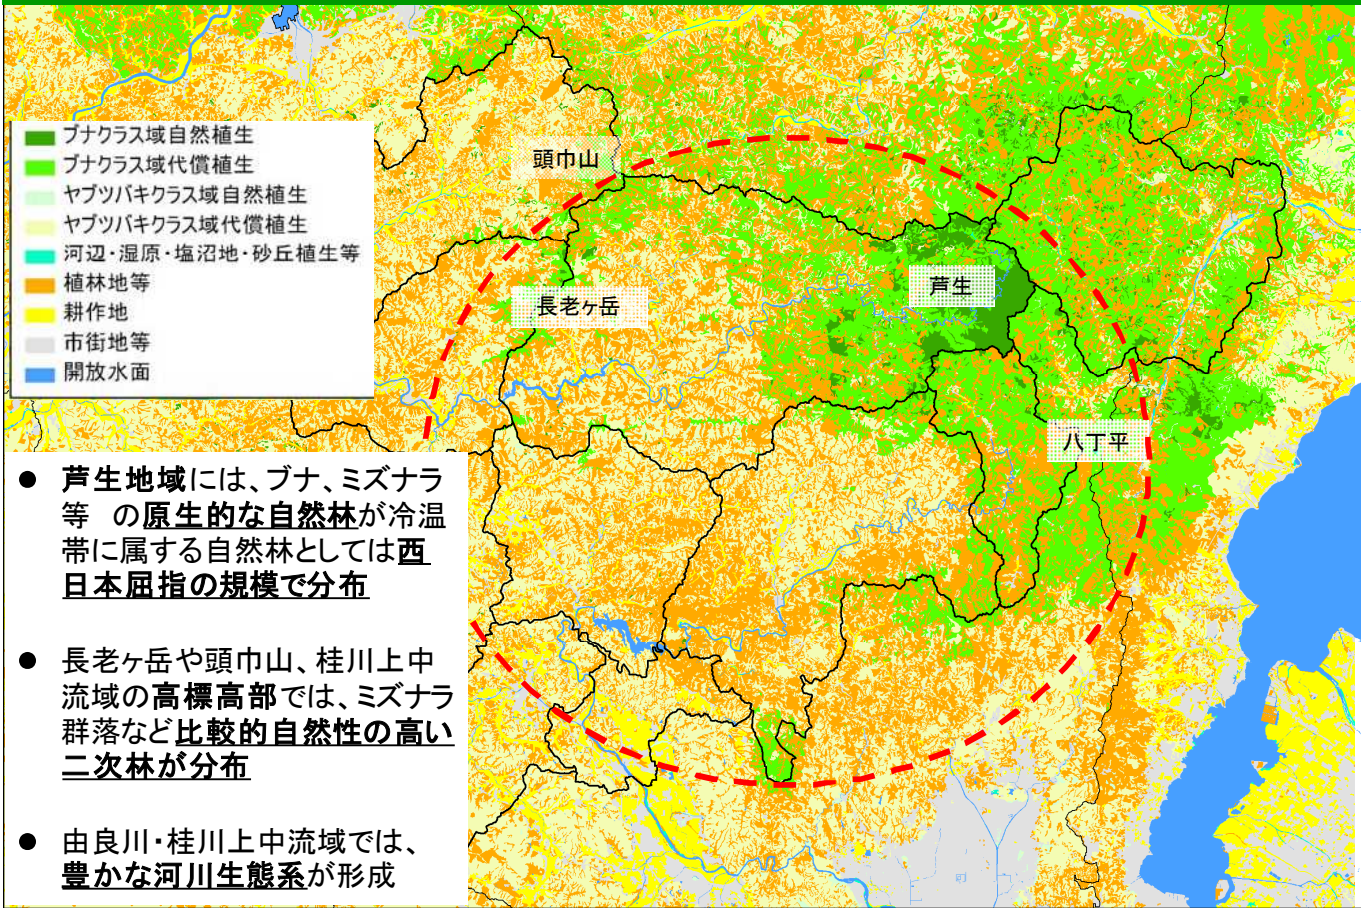 ブナクラス域自然植生
ブナクラス域代償植生
ヤブツバキクラス域自然植生
ヤブツバキクラス域代償植生
河辺・湿原・塩沼地・砂丘植生等
植林地等
耕作地
市街地等
開放水面
頭巾山
長老ヶ岳
芦生
八丁平
● 芦生地域には、ブナ、ミズナラ
等　の原生的な自然林が冷温
帯に属する自然林としては西
日本屈指の規模で分布
● 長老ヶ岳や頭巾山、桂川上中
流域の高標高部では、ミズナラ
群落など比較的自然性の高い
二次林が分布
● 由良川・桂川上中流域では、
豊かな河川生態系が形成